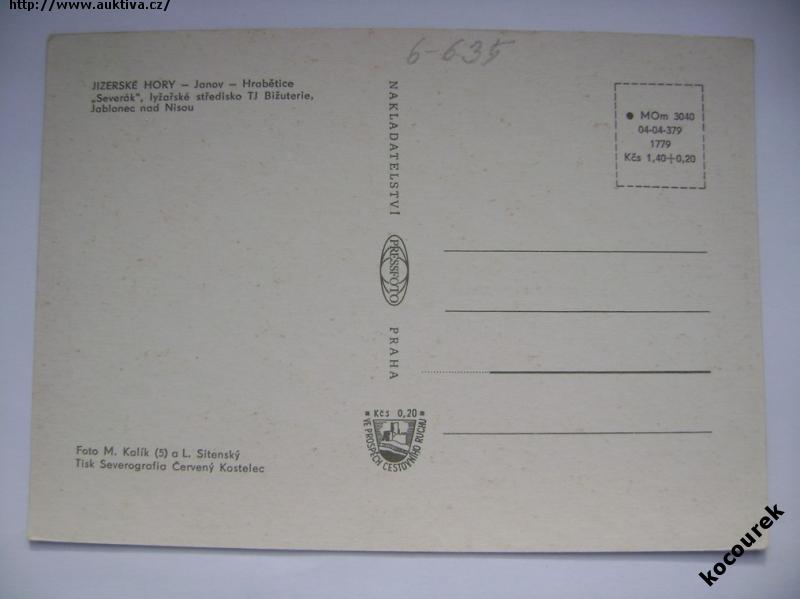 http://www.auktiva.cz/
6-635
JIZERSKÉ HORY – Janov – Hrabětice
„Severák", lyžařské středisko TJ Bižuterie,
Jablonec nad Nisou
NAKLADATELSTVÍ
PRESSFOTO
PRAHA
● MOm 3040
04-04-379
1779
Kčs 1,40+0,20
Kčs 0,20
VE PROSPĚCH CESTOVNÍHO RUCHU
Foto M. Kalík (5) a L. Sitenský
Tisk Severografia Červený Kostelec
kocourek